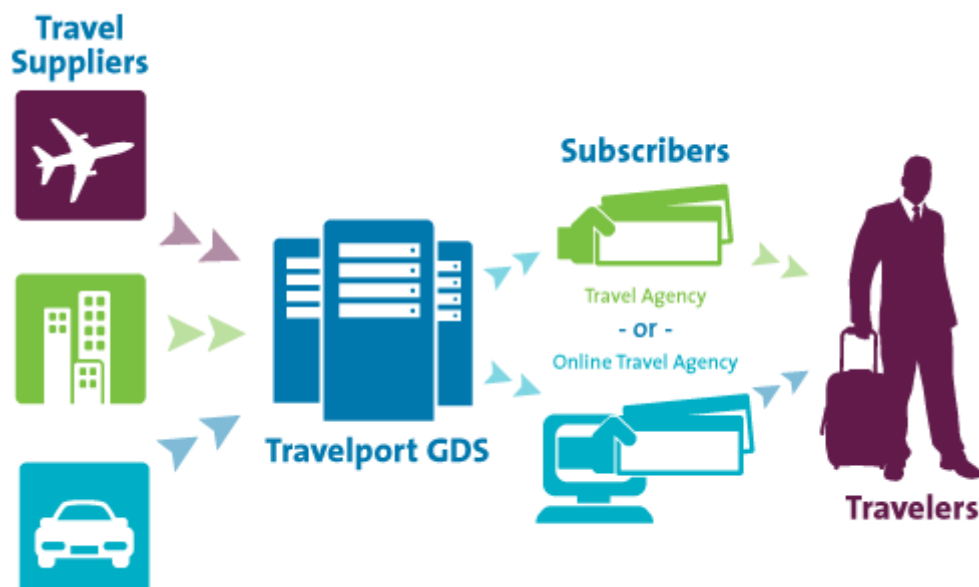 Travel
Suppliers
Travelport GDS
Subscribers
Travel Agency
- or -
Online Travel Agency
Travelers